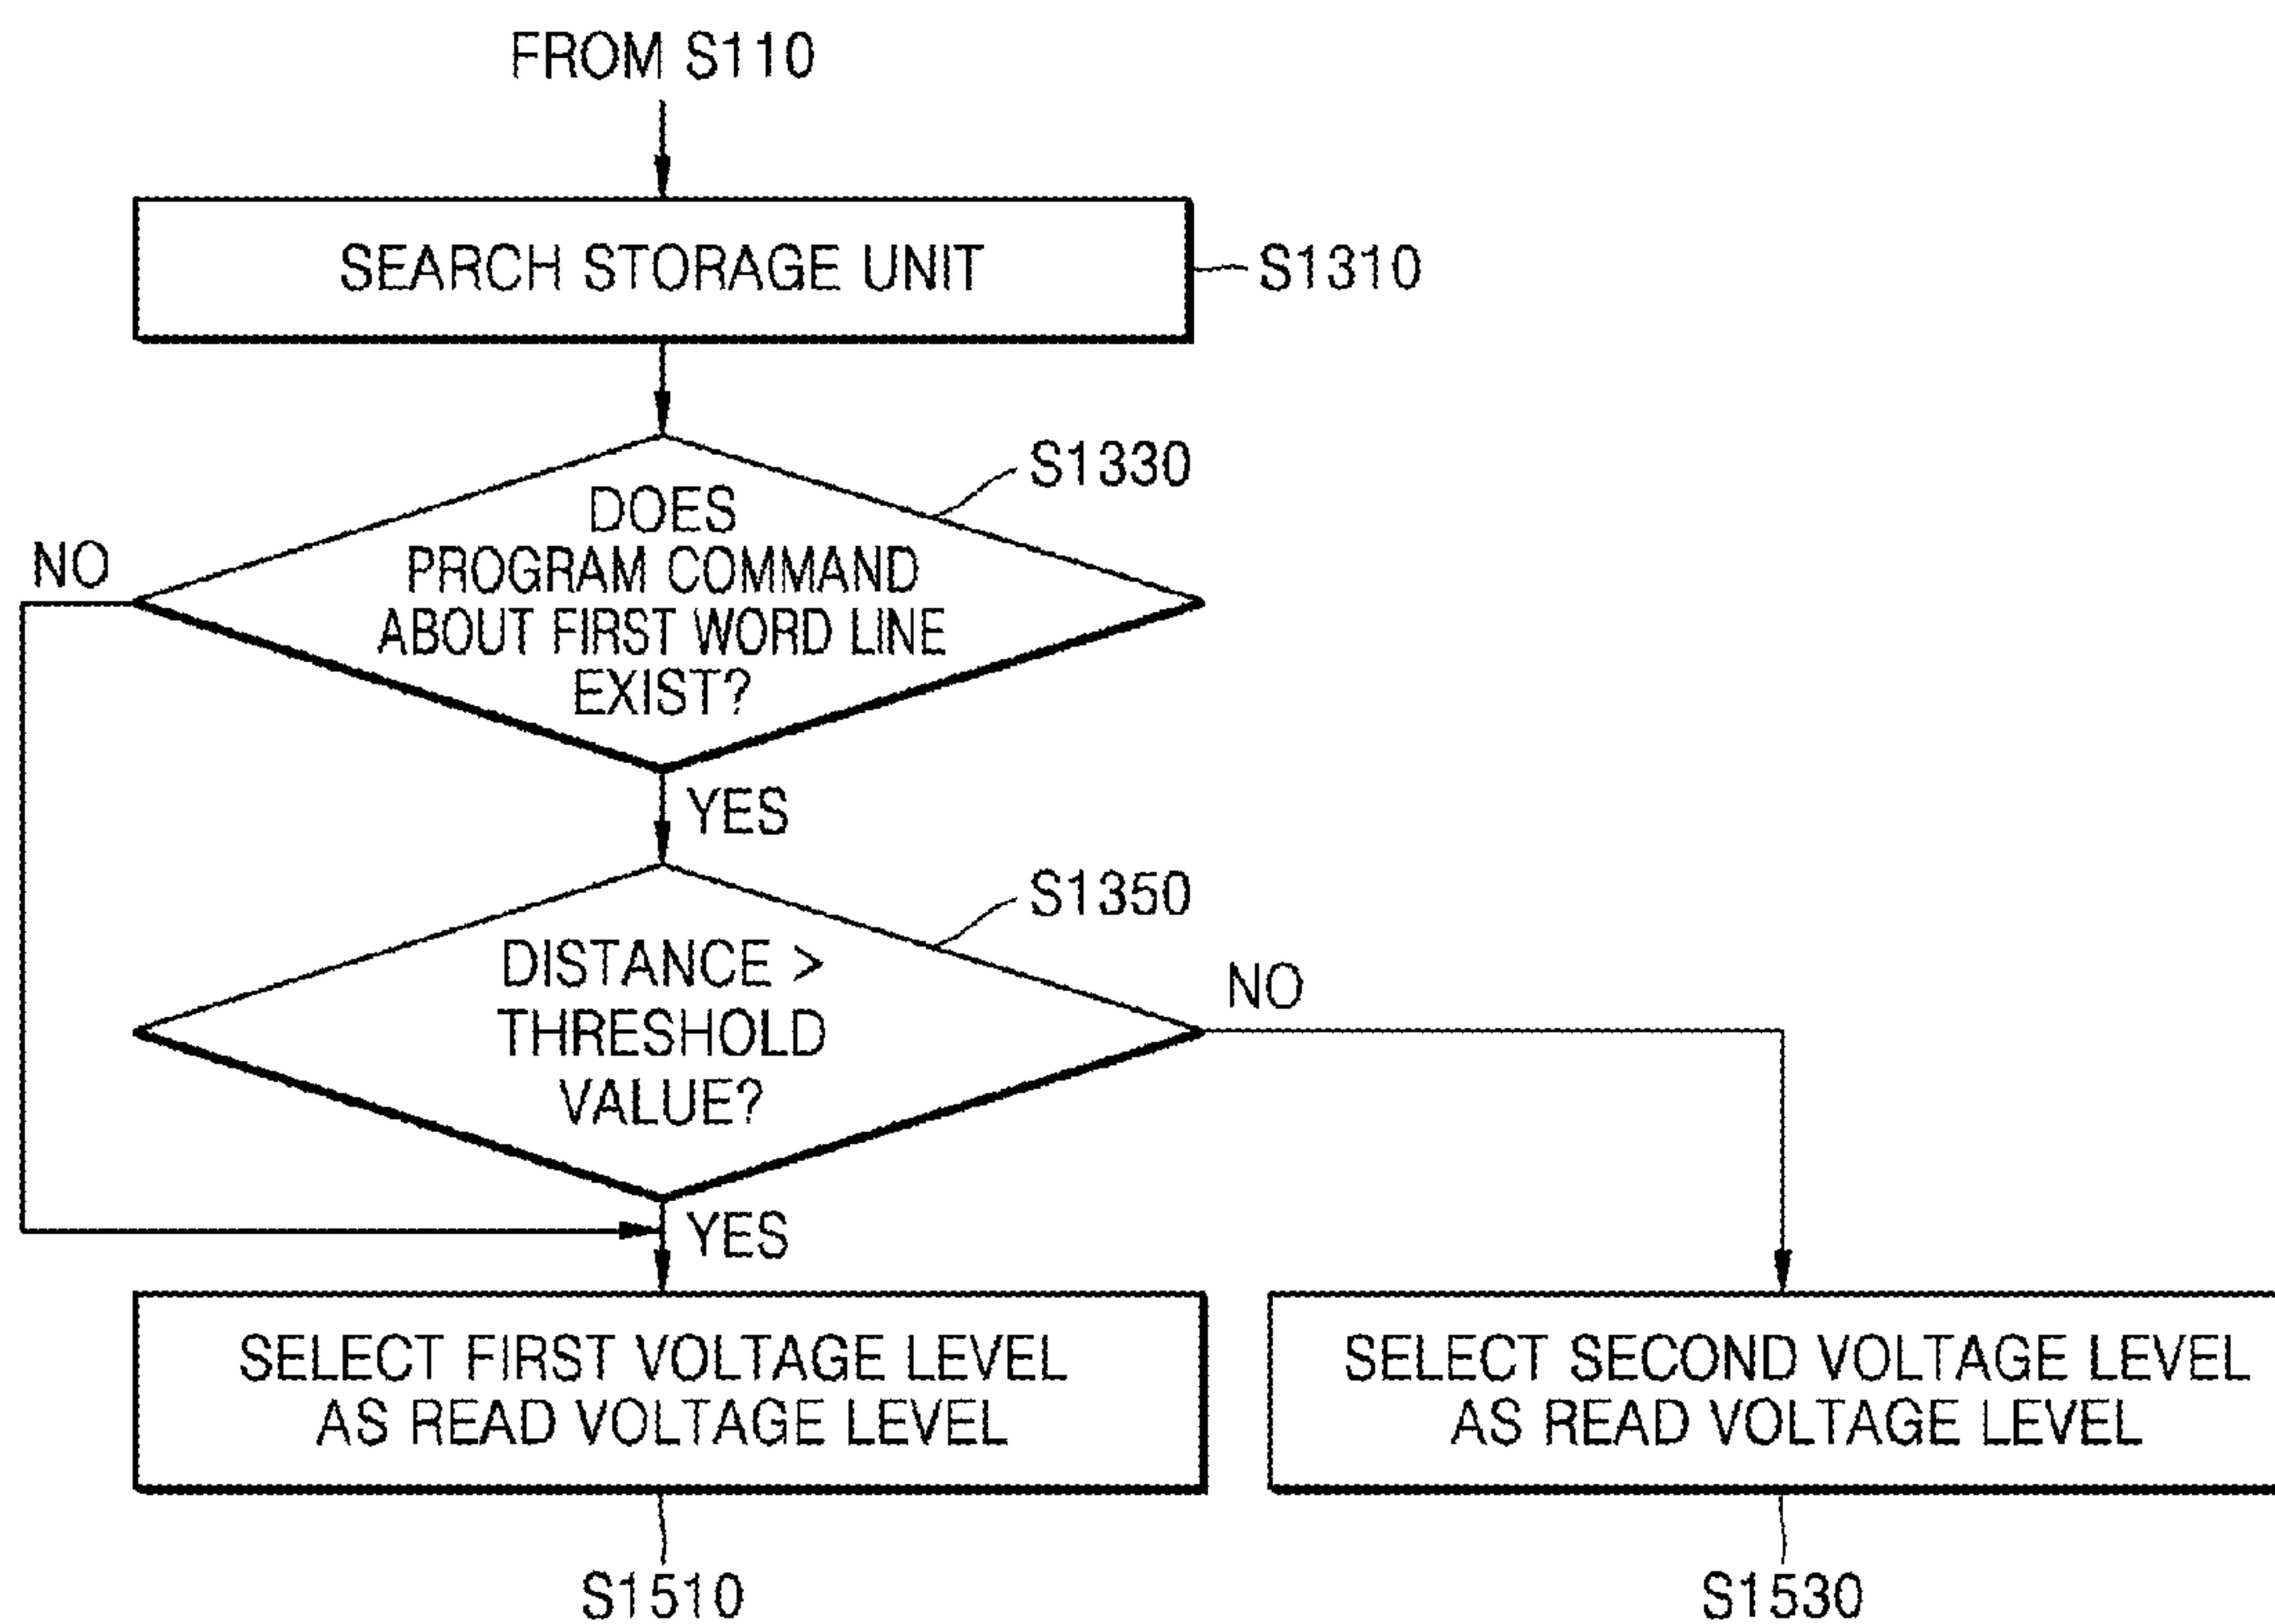 FROM S110
SEARCH STORAGE UNIT
S1310
S1330
DOES
PROGRAM COMMAND
ABOUT FIRST WORD LINE
EXIST?
NO
YES
S1350
DISTANCE >
THRESHOLD
VALUE?
NO
YES
SELECT FIRST VOLTAGE LEVEL
AS READ VOLTAGE LEVEL
SELECT SECOND VOLTAGE LEVEL
AS READ VOLTAGE LEVEL
S1510
S1530